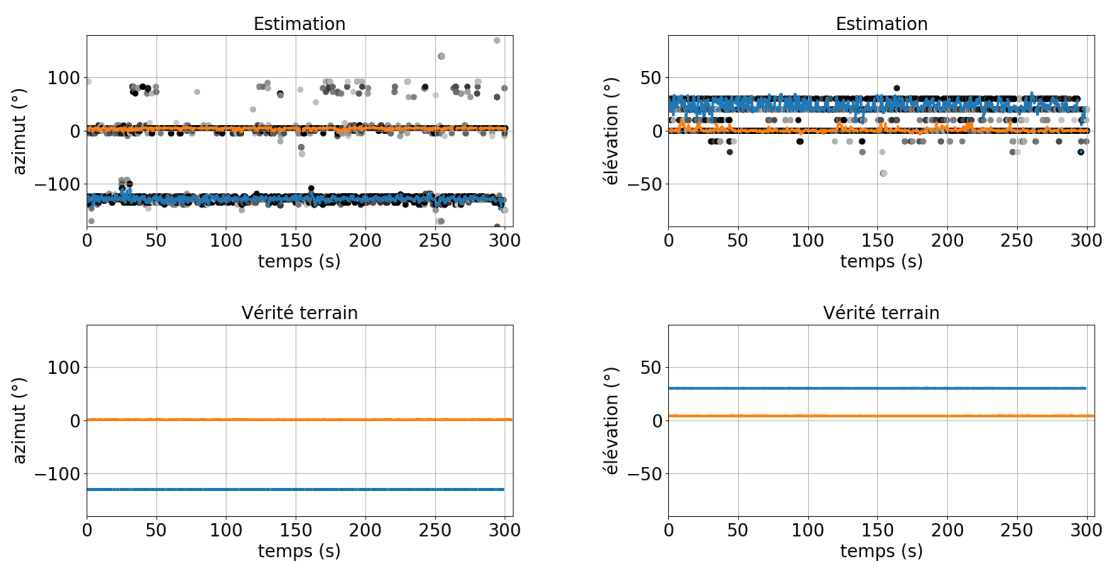 Estimation
azimut (°)
100
0
−100
0 50 100 150 200 250 300
temps (s)
Estimation
élévation (°)
50
0
−50
0 50 100 150 200 250 300
temps (s)
Vérité terrain
azimut (°)
100
0
−100
0 50 100 150 200 250 300
temps (s)
Vérité terrain
élévation (°)
50
0
−50
0 50 100 150 200 250 300
temps (s)